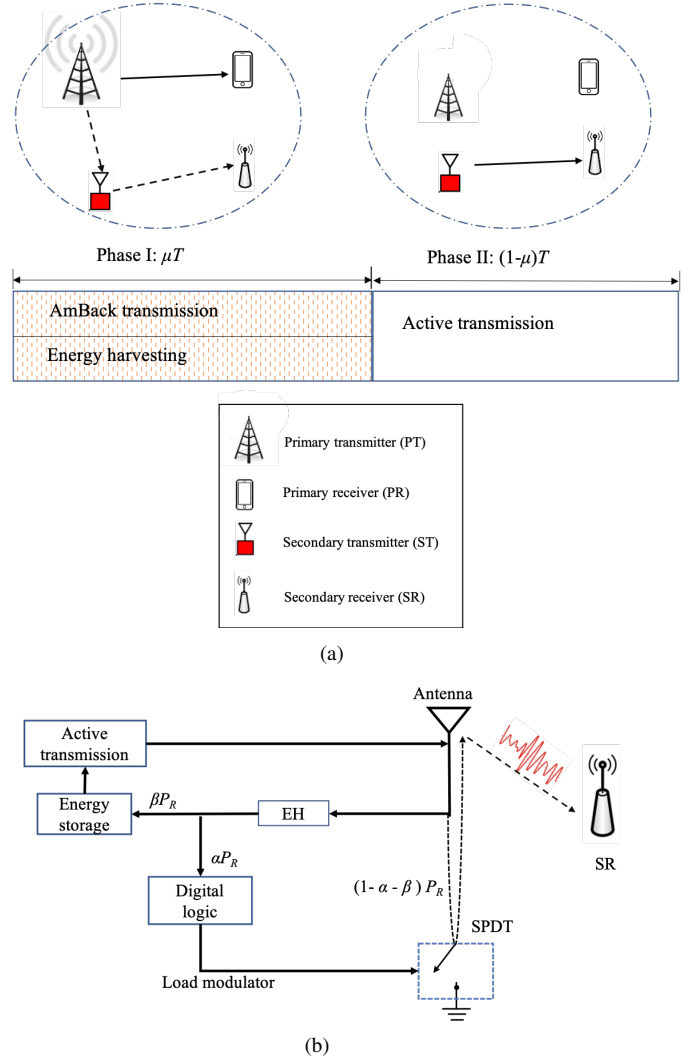 Phase I: μT
Phase II: (1-μ)T
AmBack transmission
Energy harvesting
Active transmission
Primary transmitter (PT)
Primary receiver (PR)
Secondary transmitter (ST)
Secondary receiver (SR)
(a)
Antenna
Active
transmission
Energy
storage
βP_R
EH
αP_R
Digital
logic
(1- α - β ) P_R
SR
SPDT
Load modulator
(b)